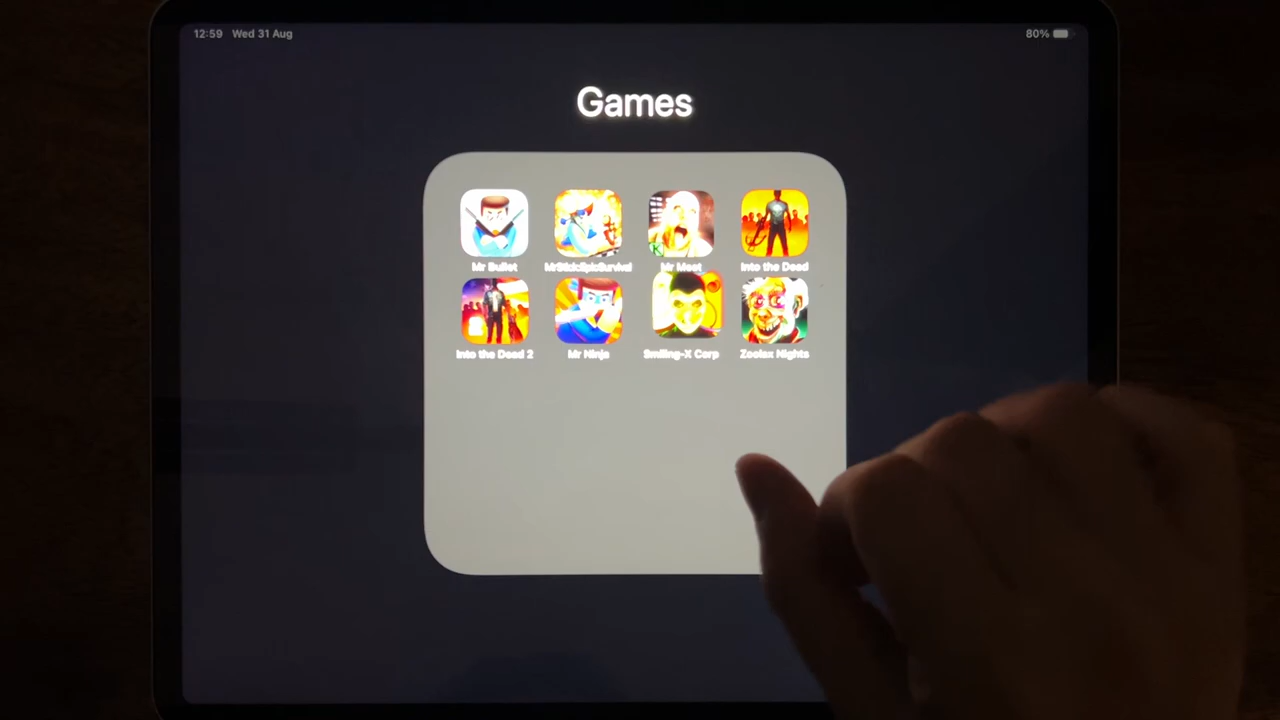 12:59 Wed 31 Aug
80%
Games
Mr Bullet
MrStickEpicSurvival
Mr Meat
Into the Dead
Into the Dead 2
Mr Ninja
Smiling-X Corp
Zoolax Nights